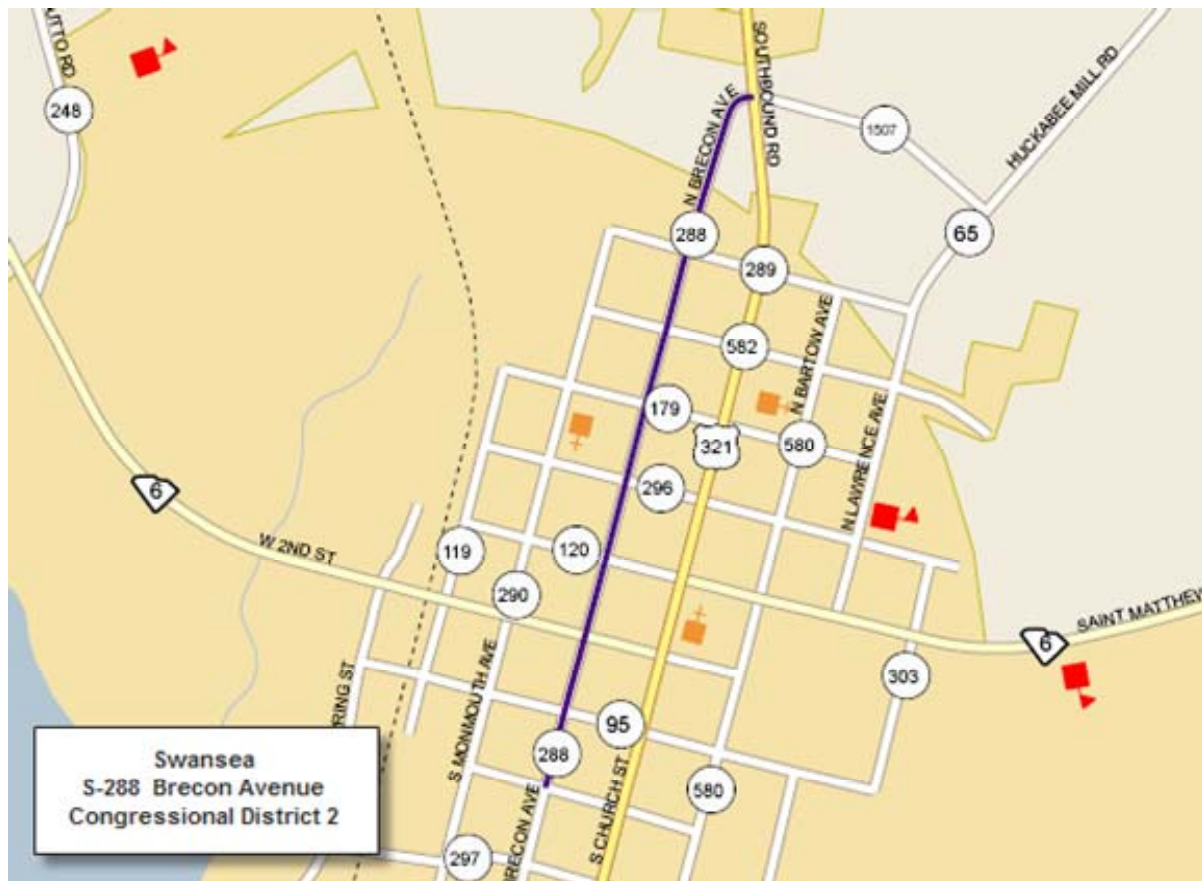 UTTO RD
SOUTHBOUND RD
HUCKABEE MILL RD
248
N BRECON AVE
1507
288
65
289
582
N BARTOW AVE
179
321
580
N LAWRENCE AVE
6
296
W 2ND ST
119
120
290
SAINT MATTHEW
6
303
S MONMOUTH AVE
PRING ST
95
288
580
S CHURCH ST
BRECON AVE
297
Swansea
S-288 Brecon Avenue
Congressional District 2